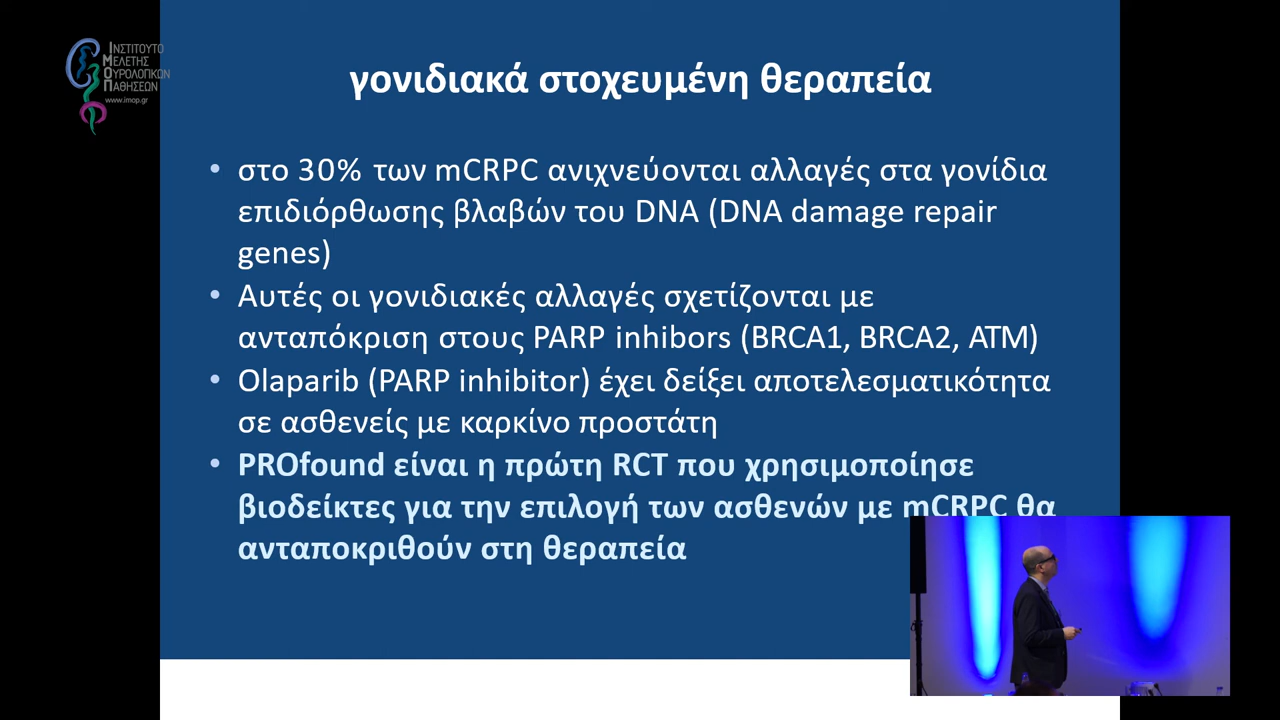 ΙΝΣΤΙΤΟΥΤΟ
ΜΕΛΕΤΗΣ
ΟΥΡΟΛΟΓΙΚΩΝ
ΠΑΘΗΣΕΩΝ
www.imop.gr
γονιδιακά στοχευμένη θεραπεία
• στο 30% των mCRPC ανιχνεύονται αλλαγές στα γονίδια
επιδιόρθωσης βλαβών του DNA (DNA damage repair
genes)
• Αυτές οι γονιδιακές αλλαγές σχετίζονται με
ανταπόκριση στους PARP inhibors (BRCA1, BRCA2, ATM)
• Olaparib (PARP inhibitor) έχει δείξει αποτελεσματικότητα
σε ασθενείς με καρκίνο προστάτη
• PROfound είναι η πρώτη RCT που χρησιμοποίησε
βιοδείκτες για την επιλογή των ασθενών με mCRPC θα
ανταποκριθούν στη θεραπεία